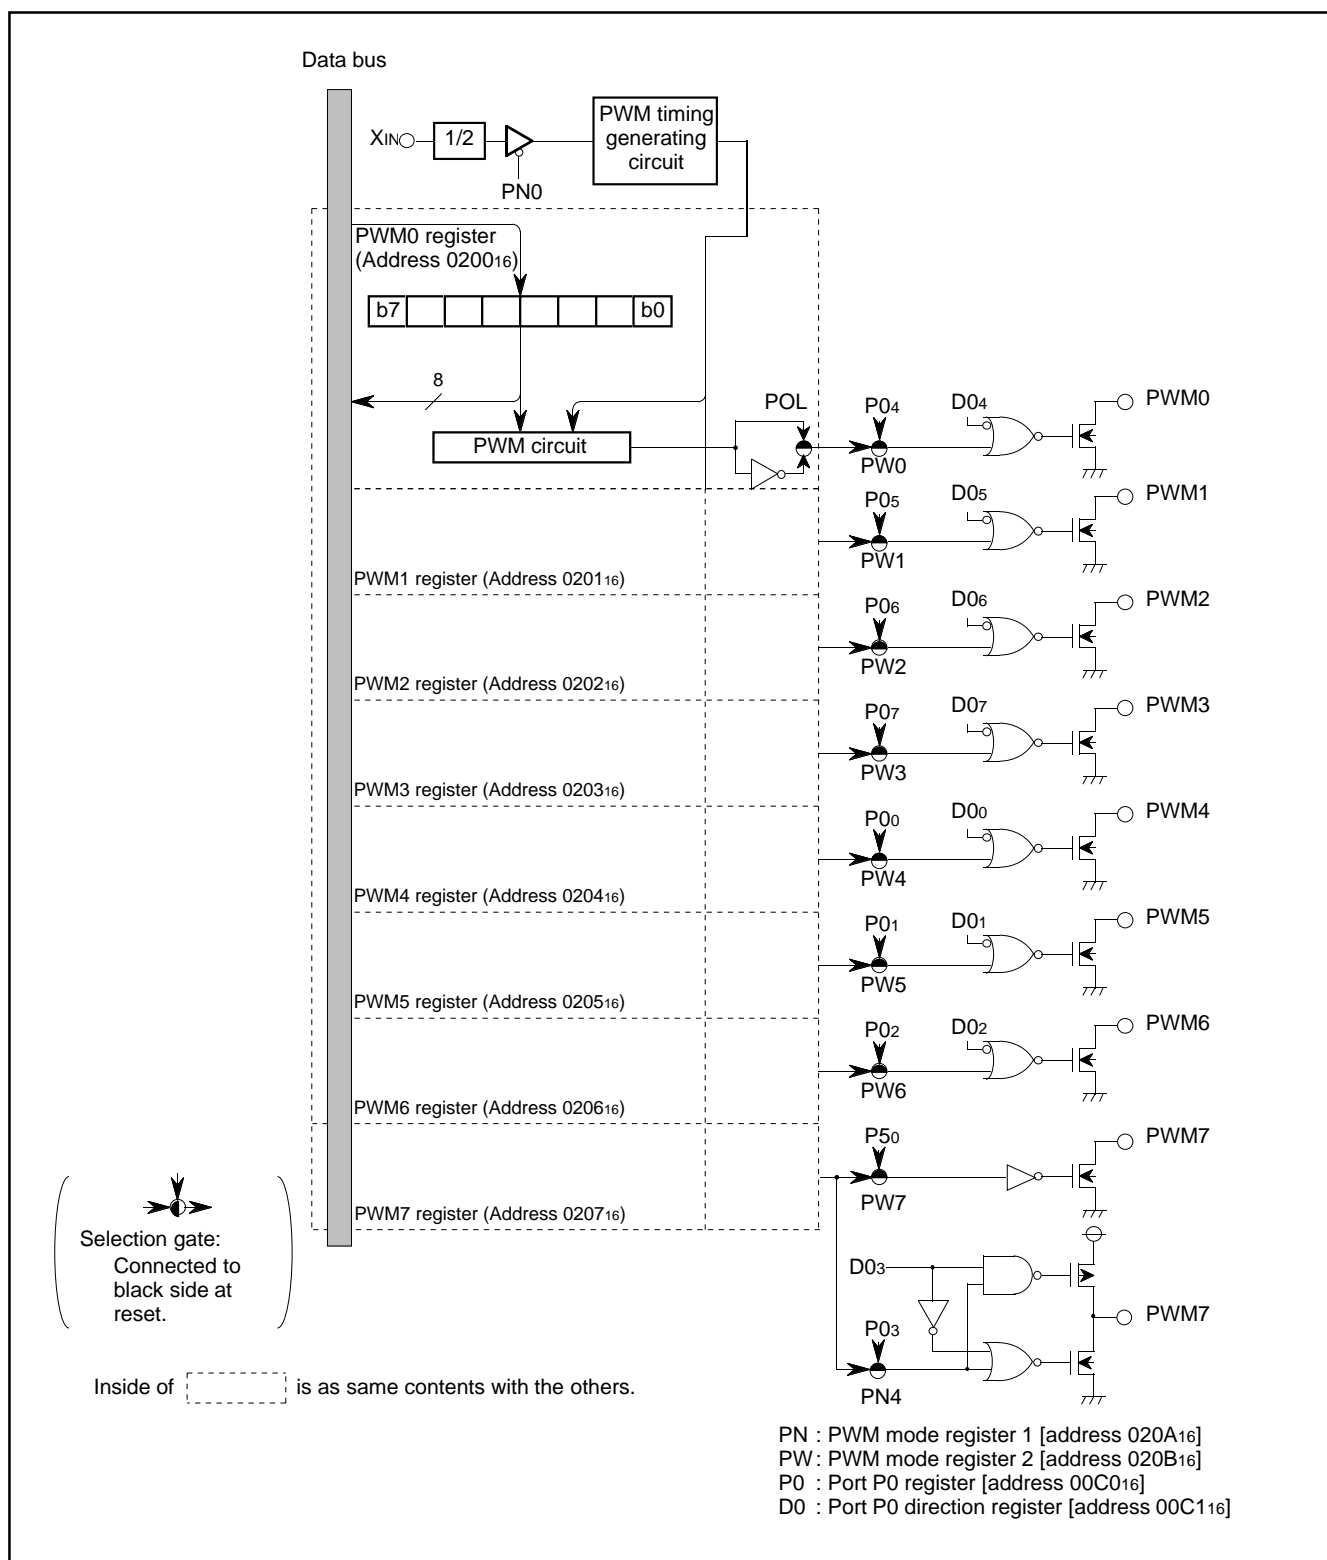 Data bus
XIN
1/2
PWM timing
generating
circuit
PN0
PWM0 register
(Address 020016)
b7
b0
8
PWM circuit
POL
P04
PW0
D04
PWM0
P05
PW1
D05
PWM1
PWM1 register (Address 020116)
P06
PW2
D06
PWM2
PWM2 register (Address 020216)
P07
PW3
D07
PWM3
PWM3 register (Address 020316)
P00
PW4
D00
PWM4
PWM4 register (Address 020416)
P01
PW5
D01
PWM5
PWM5 register (Address 020516)
P02
PW6
D02
PWM6
PWM6 register (Address 020616)
P50
PW7
PWM7
PWM7 register (Address 020716)
D03
P03
PN4
PWM7
Selection gate:
Connected to
black side at
reset.
Inside of is as same contents with the others.
PN : PWM mode register 1 [address 020A16]
PW : PWM mode register 2 [address 020B16]
P0 : Port P0 register [address 00C016]
D0 : Port P0 direction register [address 00C116]